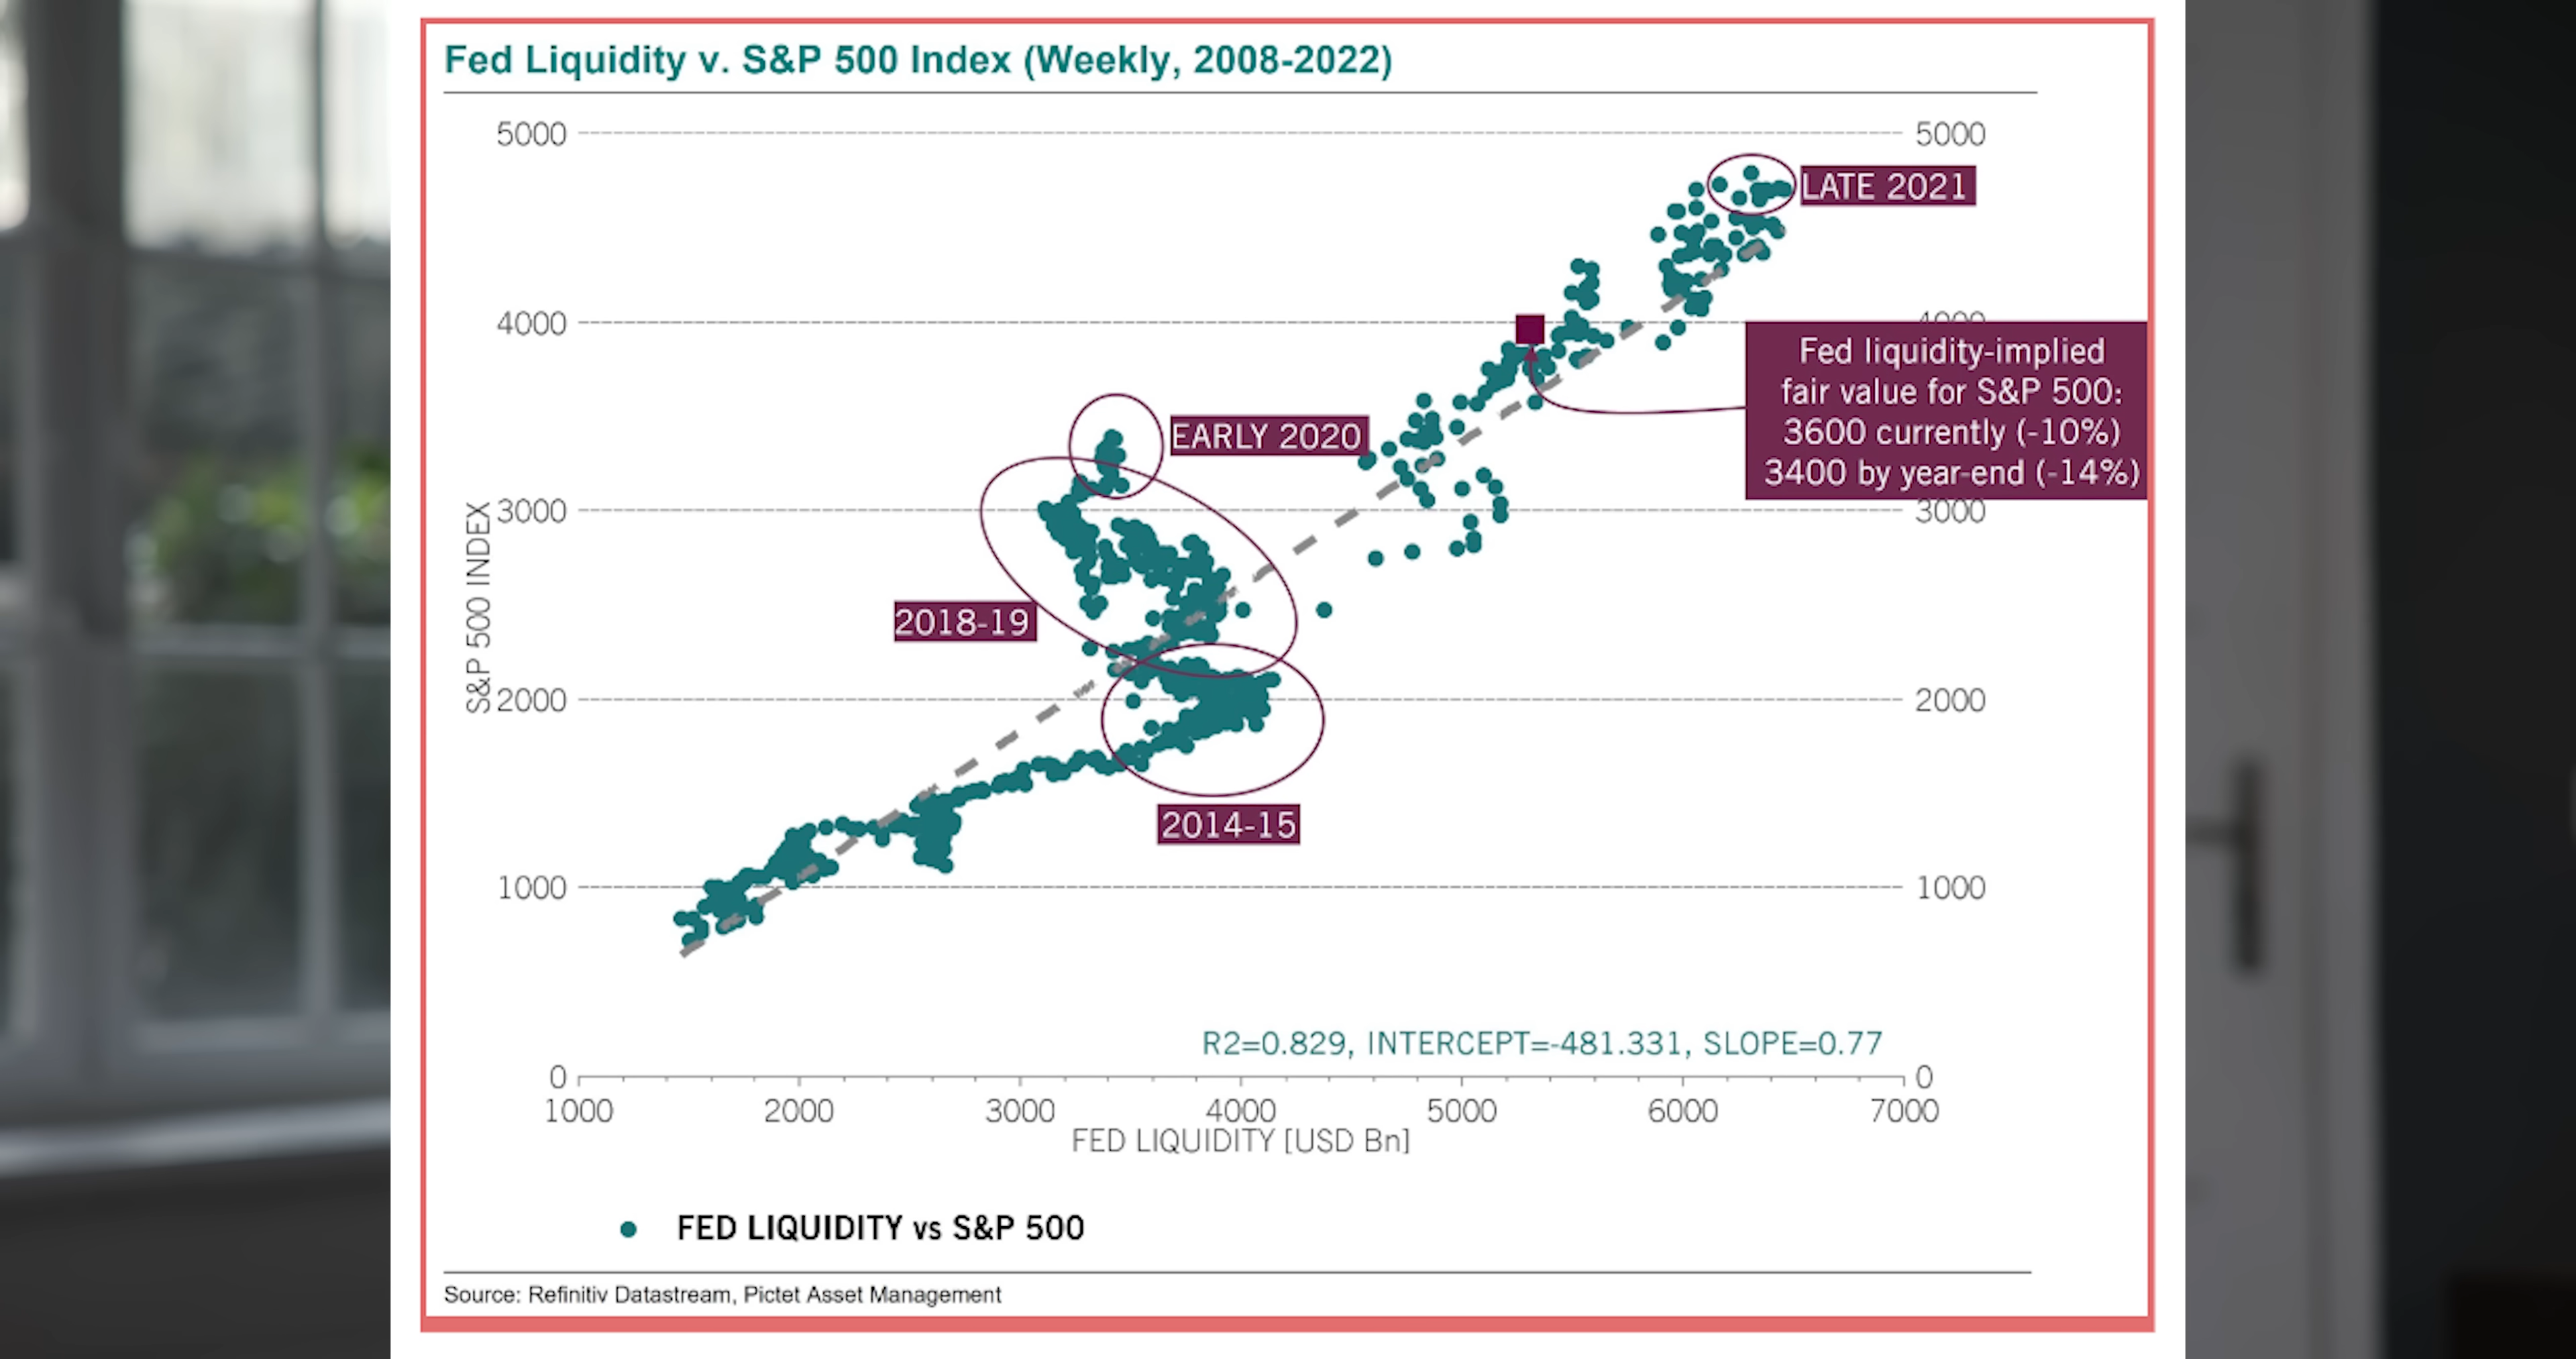 Fed Liquidity v. S&P 500 Index (Weekly, 2008-2022)
5000
5000
LATE 2021
4000
4000
Fed liquidity-implied
fair value for S&P 500:
3600 currently (-10%)
3400 by year-end (-14%)
EARLY 2020
3000
3000
2018-19
S&P 500 INDEX
2000
2000
2014-15
1000
1000
R2=0.829, INTERCEPT=-481.331, SLOPE=0.77
0
0
1000 2000 3000 4000 5000 6000 7000
FED LIQUIDITY [USD Bn]
FED LIQUIDITY vs S&P 500
Source: Refinitiv Datastream, Pictet Asset Management